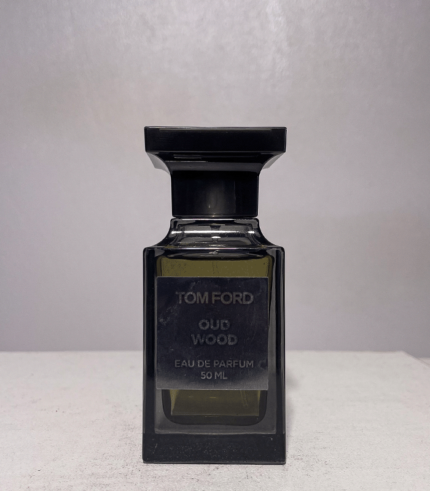 TOM FORD
OUD
WOOD
EAU DE PARFUM
50 ML